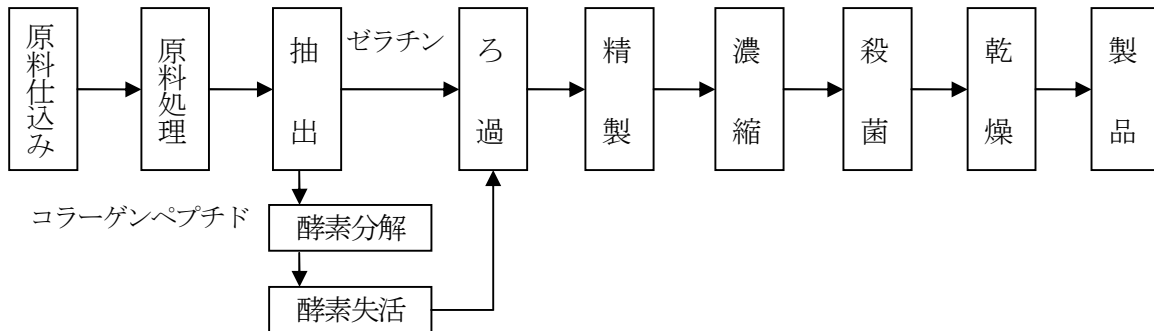 原料仕込み
原料処理
抽出
ゼラチン
ろ過
精製
濃縮
殺菌
乾燥
製品
コラーゲンペプチド
酵素分解
酵素失活